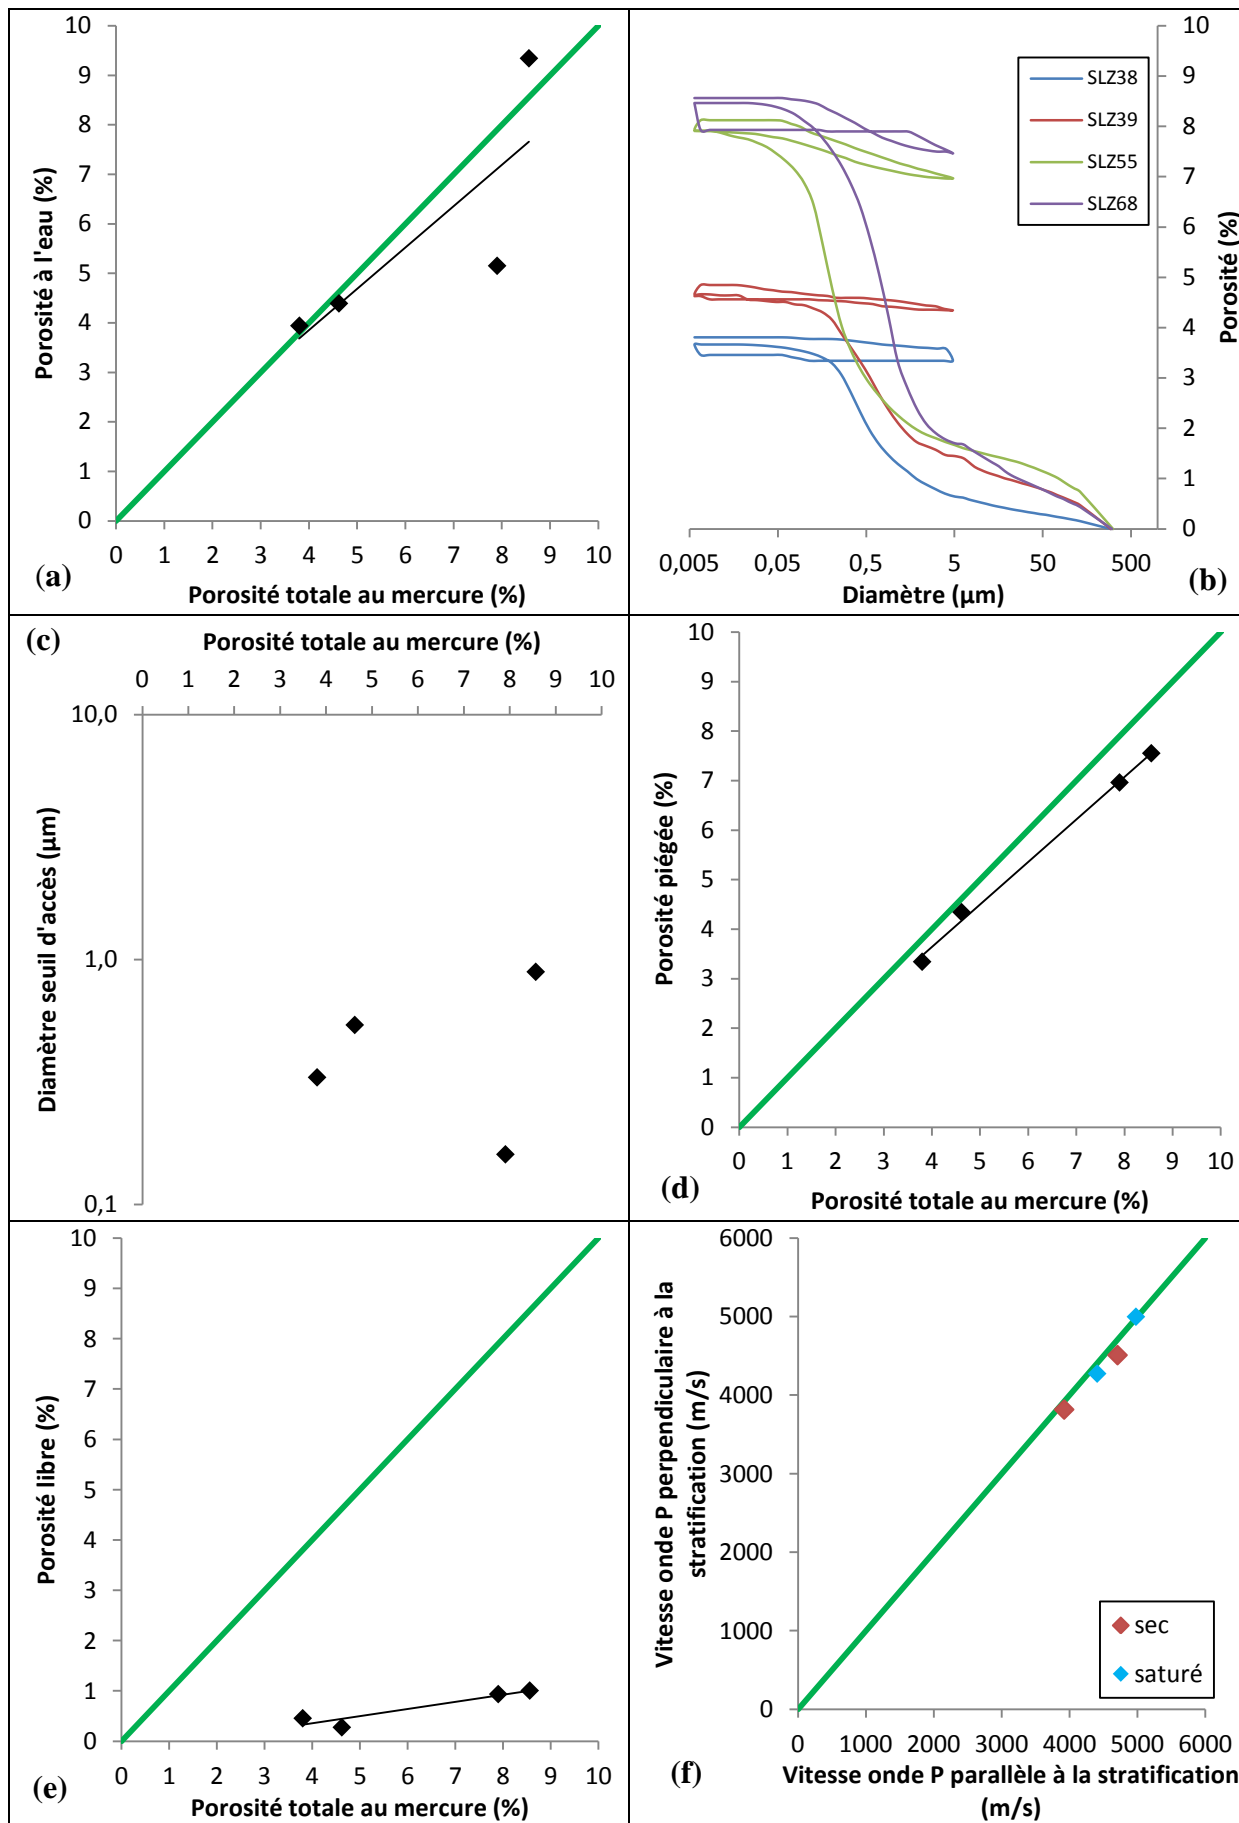 10
9
8
7
6
5
4
3
2
1
0
Porosité à l'eau (%)
0 1 2 3 4 5 6 7 8 9 10
(a)
Porosité totale au mercure (%)
SLZ38
SLZ39
SLZ55
SLZ68
10
9
8
7
6
5
4
3
2
1
0
Porosité (%)
0,005 0,05 0,5 5 50 500
Diamètre (µm)
(b)
(c)
Porosité totale au mercure (%)
0 1 2 3 4 5 6 7 8 9 10
10,0
1,0
0,1
Diamètre seuil d'accès (µm)
10
9
8
7
6
5
4
3
2
1
0
Porosité piégée (%)
0 1 2 3 4 5 6 7 8 9 10
(d)
Porosité totale au mercure (%)
10
9
8
7
6
5
4
3
2
1
0
Porosité libre (%)
0 1 2 3 4 5 6 7 8 9 10
(e)
Porosité totale au mercure (%)
6000
5000
4000
3000
2000
1000
0
Vitesse onde P perpendiculaire à la
stratification (m/s)
sec
saturé
0 1000 2000 3000 4000 5000 6000
(f)
Vitesse onde P parallèle à la stratification
(m/s)